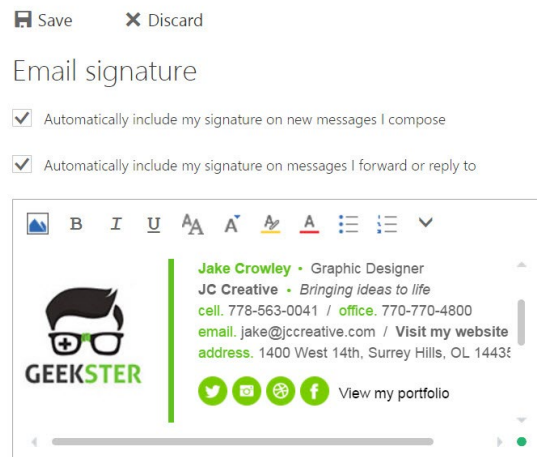 Save
Discard
Email signature
Automatically include my signature on new messages I compose
Automatically include my signature on messages I forward or reply to
B I U AA A A A
Jake Crowley • Graphic Designer
JC Creative • Bringing ideas to life
cell. 778-563-0041 / office. 770-770-4800
email. jake@jccreative.com / Visit my website
address. 1400 West 14th, Surrey Hills, OL 14435
GEEKSTER
View my portfolio